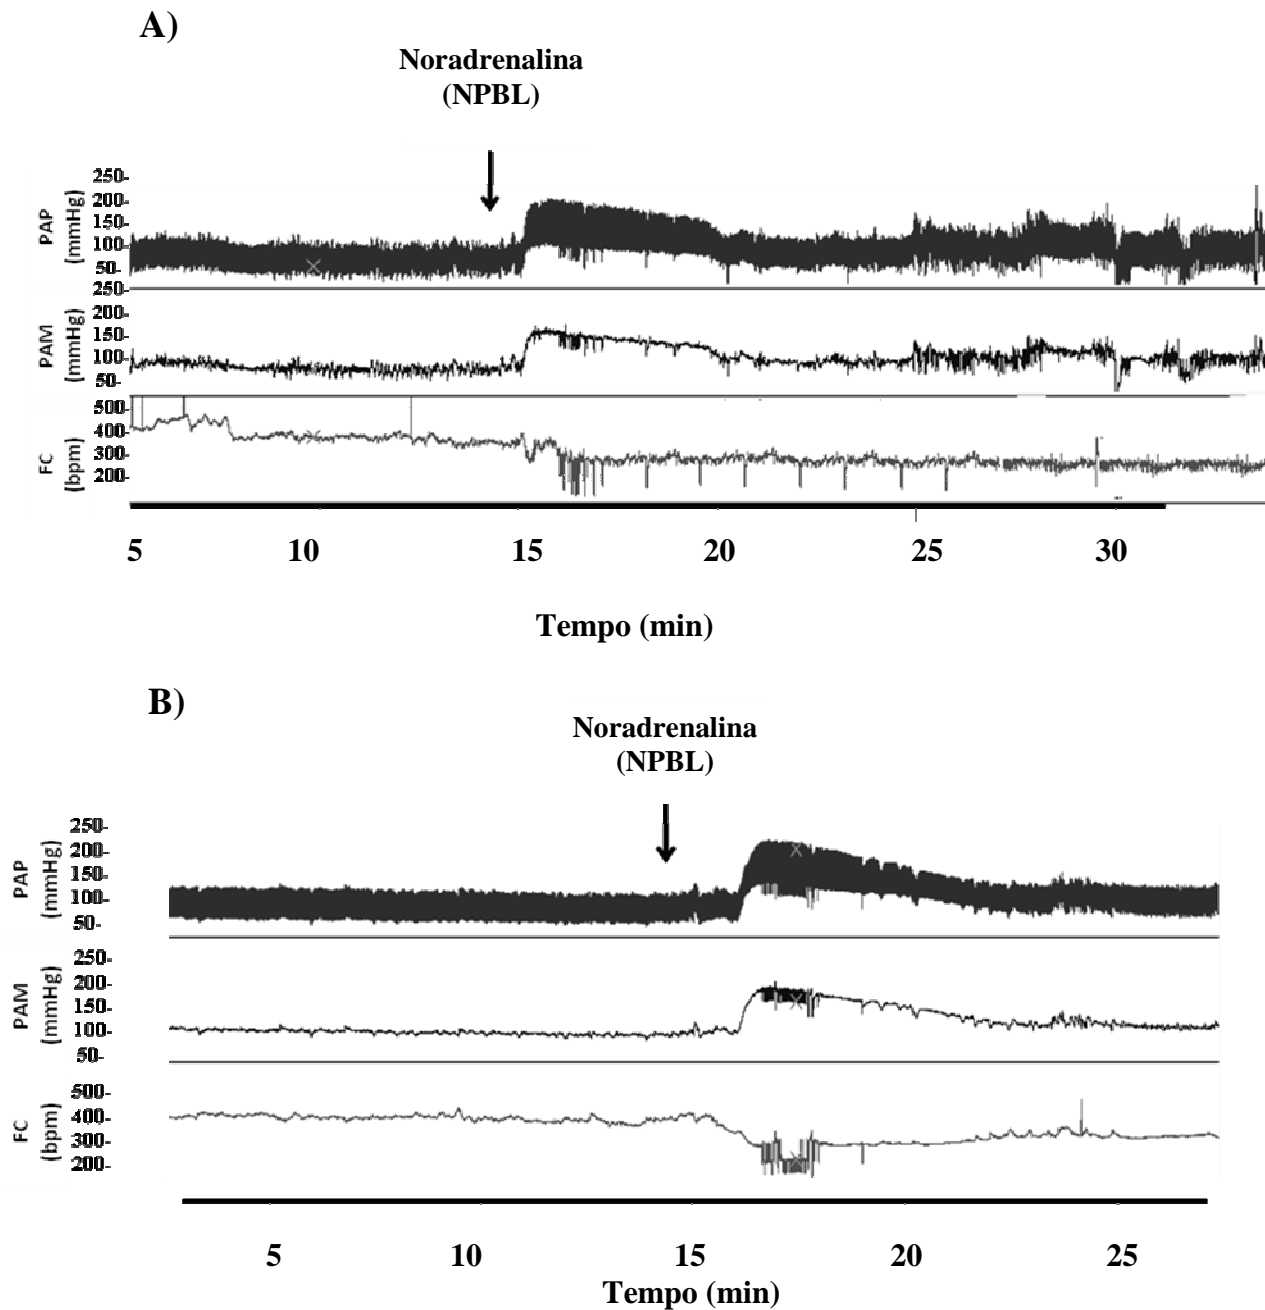 A)
Noradrenalina
(NPBL)
PAP
(mmHg)
250-
200-
150-
100-
50-
PAM
(mmHg)
250-
200-
150-
100-
50-
FC
(bpm)
500-
400-
300-
200-
5 10 15 20 25 30
Tempo (min)
B)
Noradrenalina
(NPBL)
PAP
(mmHg)
250-
200-
150-
100-
50-
PAM
(mmHg)
250-
200-
150-
100-
50-
FC
(bpm)
500-
400-
300-
200-
5 10 15 20 25
Tempo (min)